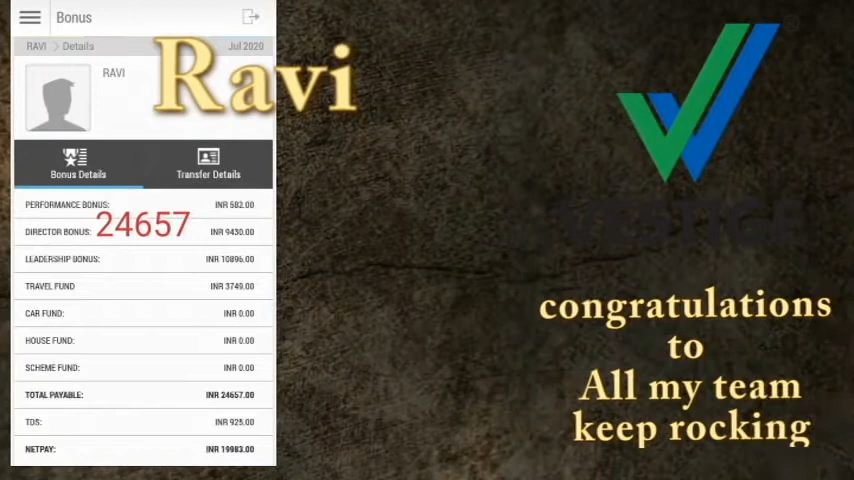 Bonus
RAVI > Details Jul 2020
RAVI
Ravi
Bonus Details Transfer Details
PERFORMANCE BONUS: INR 582.00
24657
DIRECTOR BONUS: INR 9430.00
LEADERSHIP BONUS: INR 10896.00
TRAVEL FUND INR 3749.00
CAR FUND: INR 0.00
HOUSE FUND: INR 0.00
SCHEME FUND: INR 0.00
TOTAL PAYABLE: INR 24657.00
TDS: INR 925.00
NETPAY: INR 19983.00
®
VESTIGE
congratulations
to
All my team
keep rocking